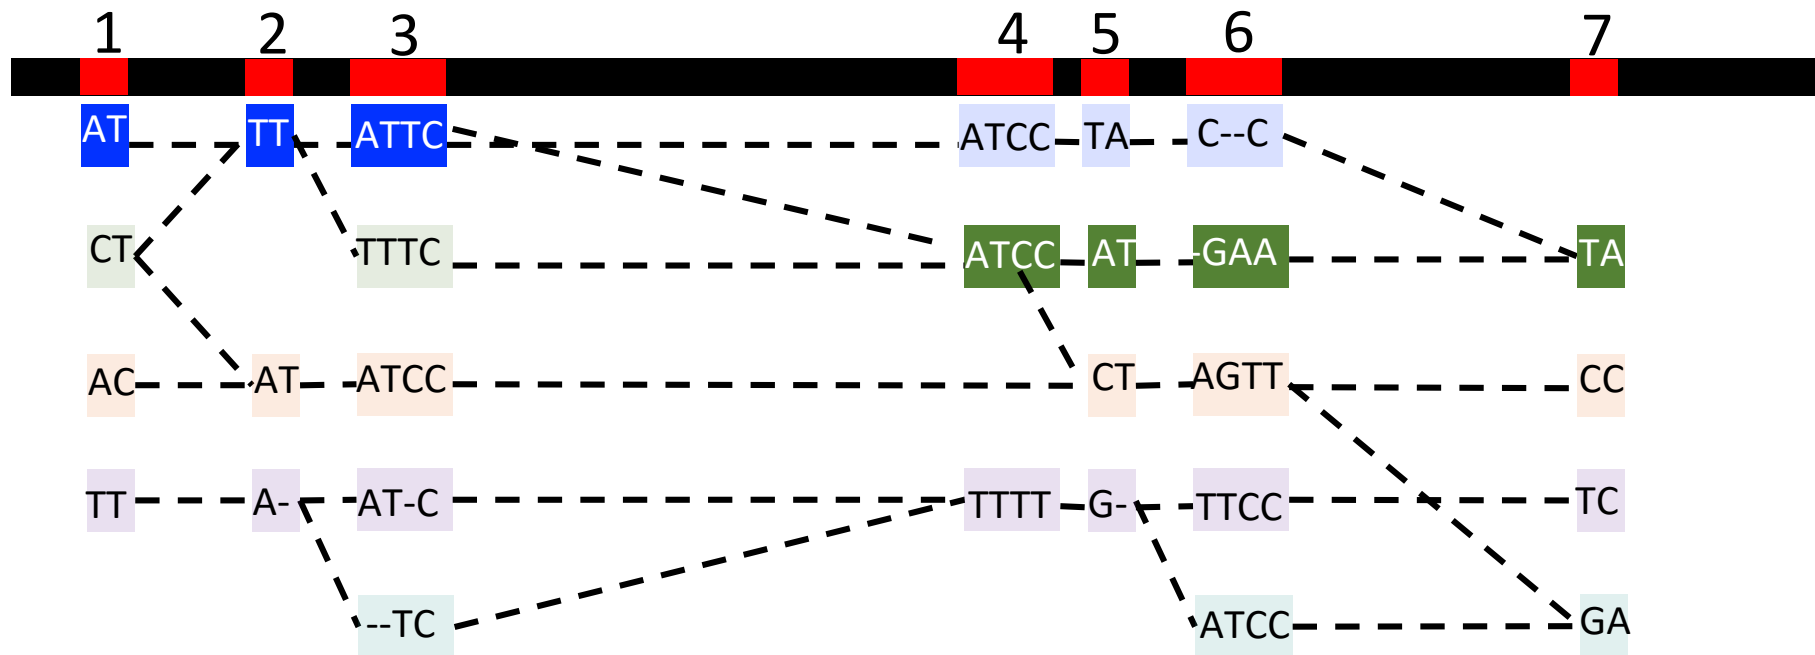 1 2 3 4 5 6 7
AT TT ATTC ATCC TA C--C
CT TTTC ATCC AT -GAA TA
AC AT ATCC CT AGTT CC
TT A- AT-C TTTT G- TTCC TC
--TC ATCC GA